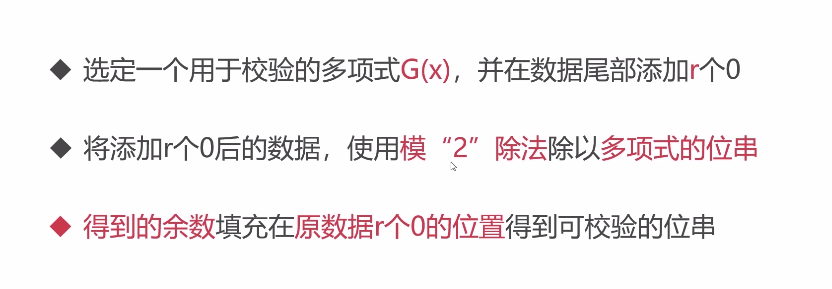 ◆ 选定一个用于校验的多项式G(x)，并在数据尾部添加r个0
◆ 将添加r个0后的数据，使用模“2”除法除以多项式的位串
◆ 得到的余数填充在原数据r个0的位置得到可校验的位串